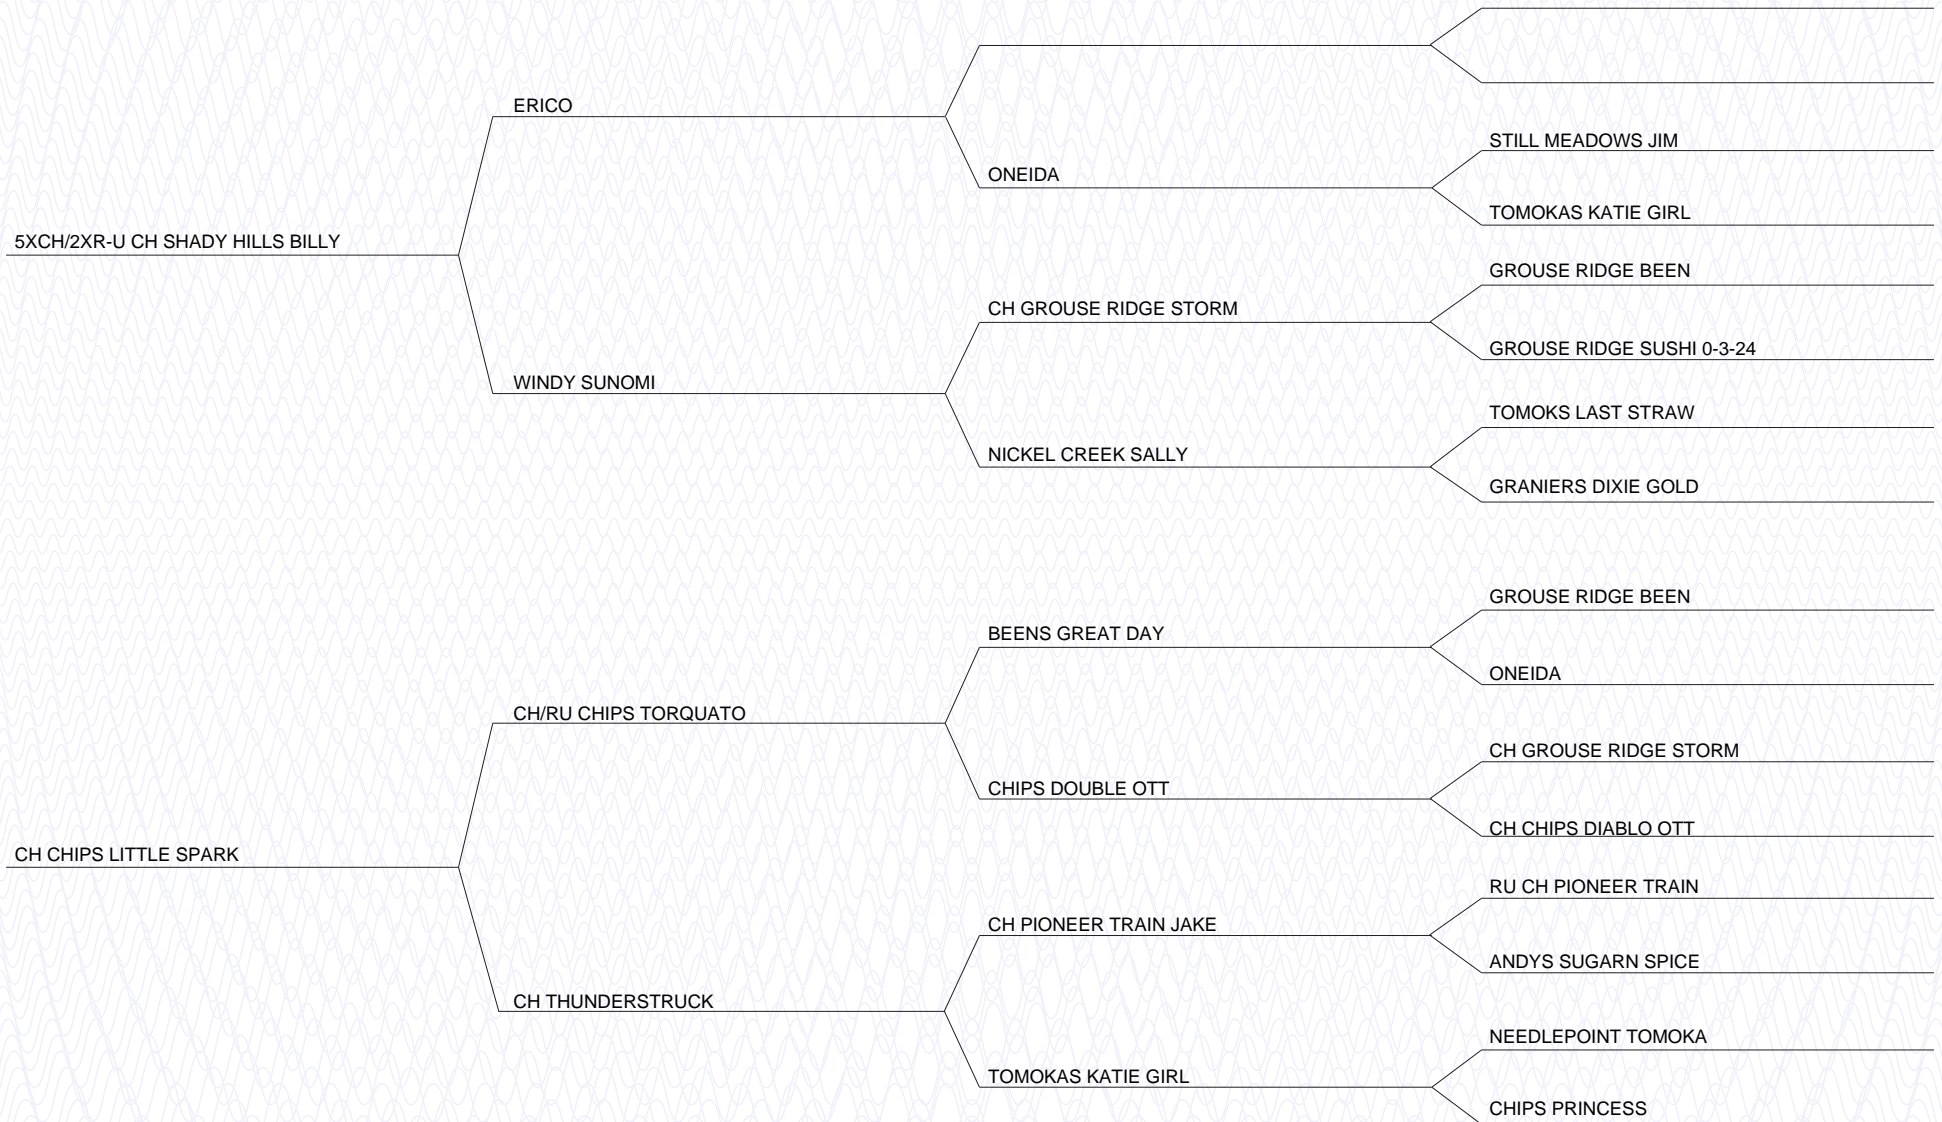 ERICO
STILL MEADOWS JIM
ONEIDA
TOMOKAS KATIE GIRL
5XCH/2XR-U CH SHADY HILLS BILLY
GROUSE RIDGE BEEN
CH GROUSE RIDGE STORM
GROUSE RIDGE SUSHI 0-3-24
WINDY SUNOMI
TOMOKS LAST STRAW
NICKEL CREEK SALLY
GRANIERS DIXIE GOLD
GROUSE RIDGE BEEN
BEENS GREAT DAY
ONEIDA
CH/RU CHIPS TORQUATO
CH GROUSE RIDGE STORM
CHIPS DOUBLE OTT
CH CHIPS DIABLO OTT
CH CHIPS LITTLE SPARK
RU CH PIONEER TRAIN
CH PIONEER TRAIN JAKE
ANDYS SUGARN SPICE
CH THUNDERSTRUCK
NEEDLEPOINT TOMOKA
TOMOKAS KATIE GIRL
CHIPS PRINCESS